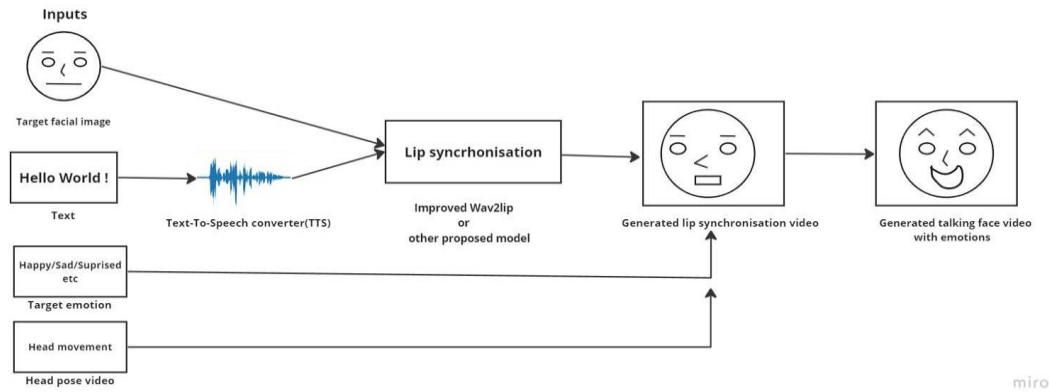 Inputs
Target facial image
Hello World !
Text
Text-To-Speech converter(TTS)
Lip syncrhonisation
Improved Wav2lip
or
other proposed model
Generated lip synchronisation video
Generated talking face video
with emotions
Happy/Sad/Suprised
etc
Target emotion
Head movement
Head pose video
miro